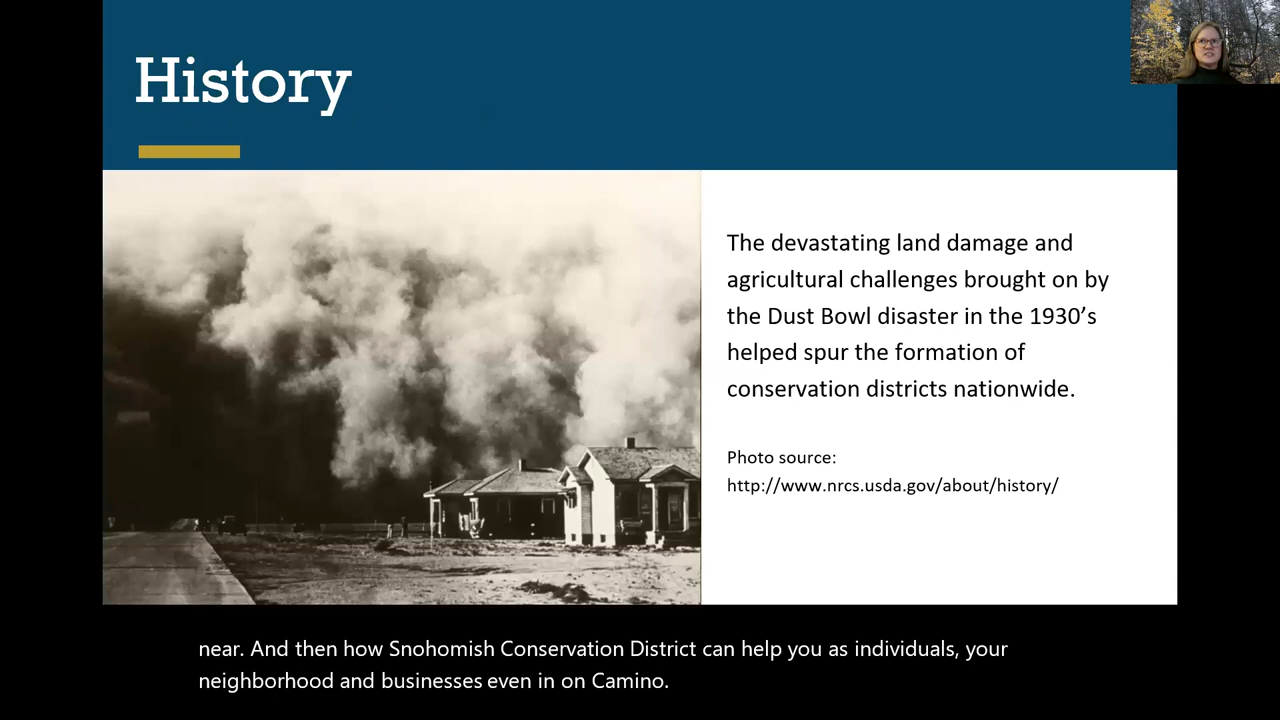 History
The devastating land damage and
agricultural challenges brought on by
the Dust Bowl disaster in the 1930’s
helped spur the formation of
conservation districts nationwide.
Photo source:
http://www.nrcs.usda.gov/about/history/
near. And then how Snohomish Conservation District can help you as individuals, your
neighborhood and businesses even in on Camino.